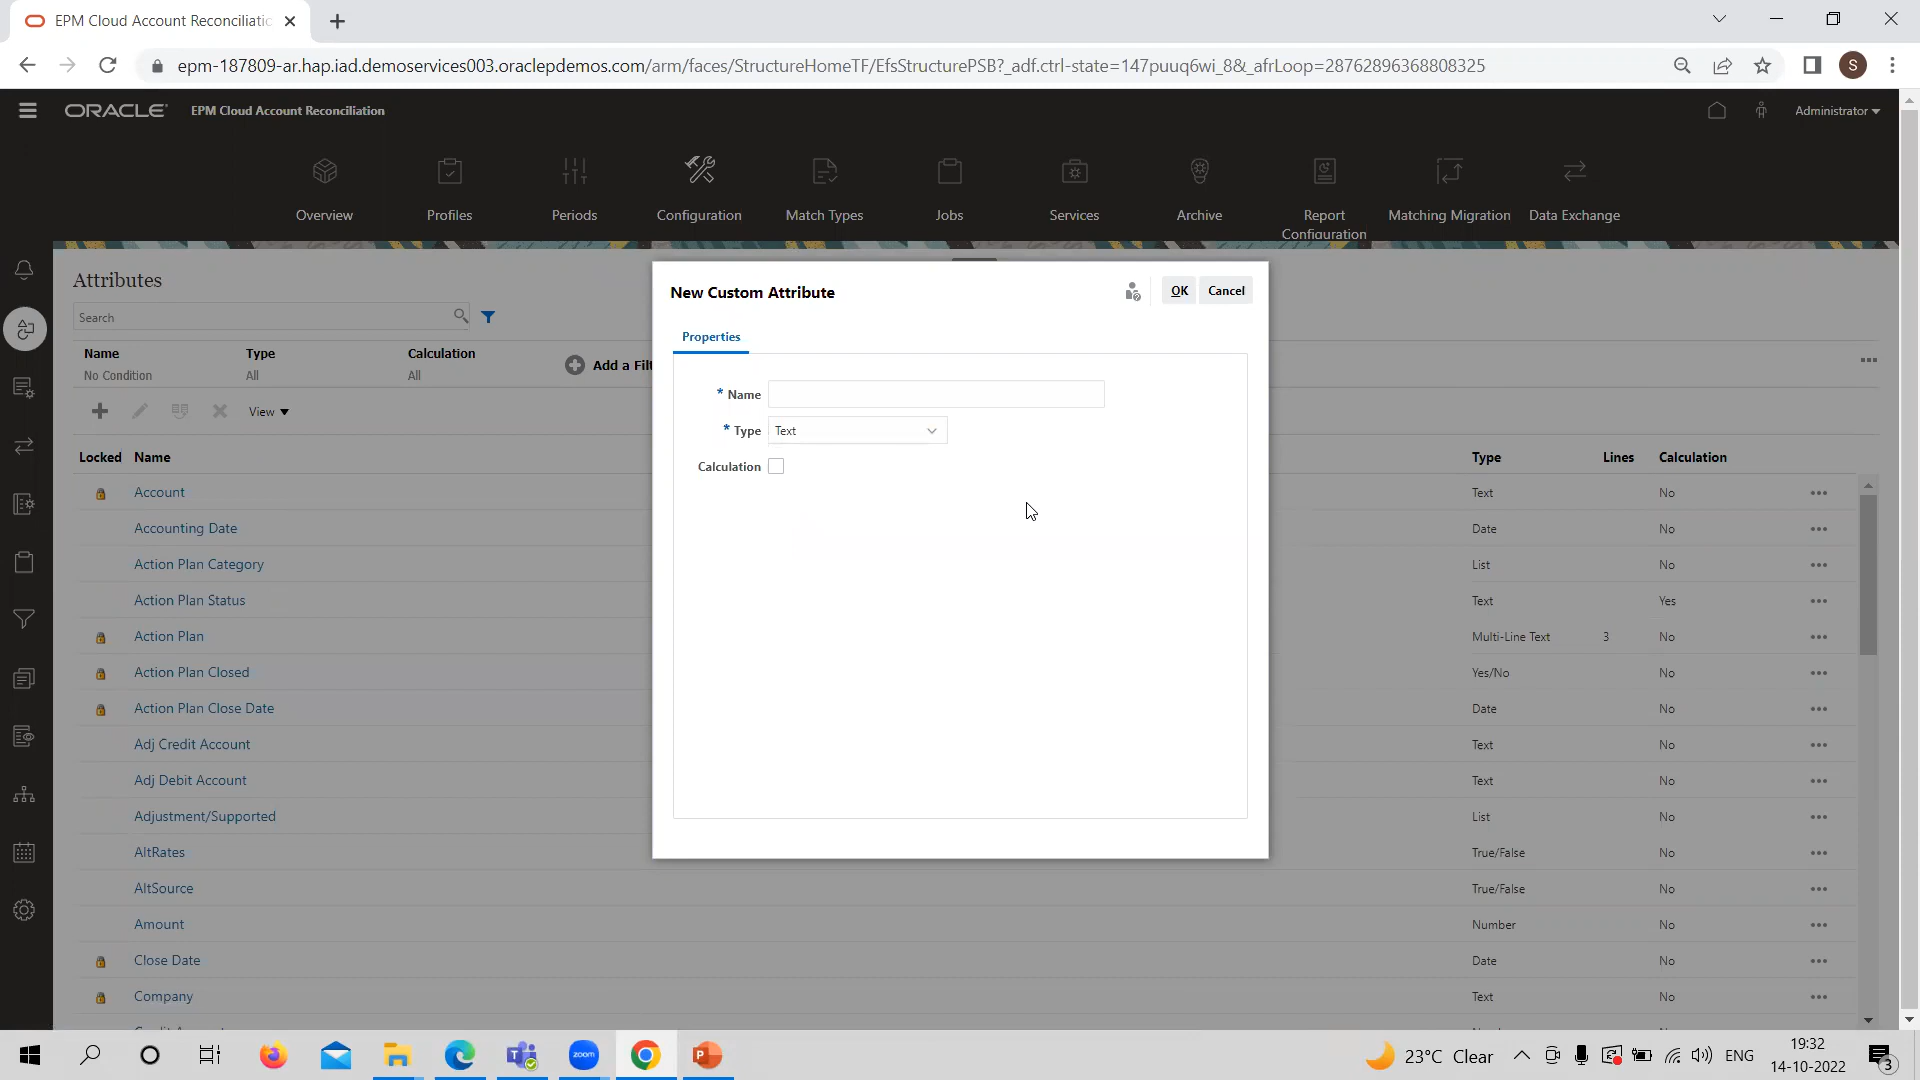 EPM Cloud Account Reconciliatic
epm-187809-ar.hap.iad.demoservices003.oraclepdemos.com/arm/faces/StructureHomeTF/EfsStructurePSB?_adf.ctrl-state=147puuq6wi_8&_afrLoop=28762896368808325
S
ORACLE EPM Cloud Account Reconciliation
Administrator
Overview Profiles Periods Configuration Match Types Jobs Services Archive Report Configuration Matching Migration Data Exchange
Attributes
Search
Name Type Calculation
No Condition All All
Add a Filt
View
New Custom Attribute
OK Cancel
Properties
* Name
* Type Text
Calculation
Locked Name Type Lines Calculation
Account Text No
Accounting Date Date No
Action Plan Category List No
Action Plan Status Text Yes
Action Plan Multi-Line Text 3 No
Action Plan Closed Yes/No No
Action Plan Close Date Date No
Adj Credit Account Text No
Adj Debit Account Text No
Adjustment/Supported List No
AltRates True/False No
AltSource True/False No
Amount Number No
Close Date Date No
Company Text No
zoom
23°C Clear
ENG
19:32
14-10-2022
3